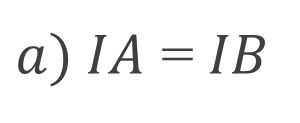 a) IA = IB